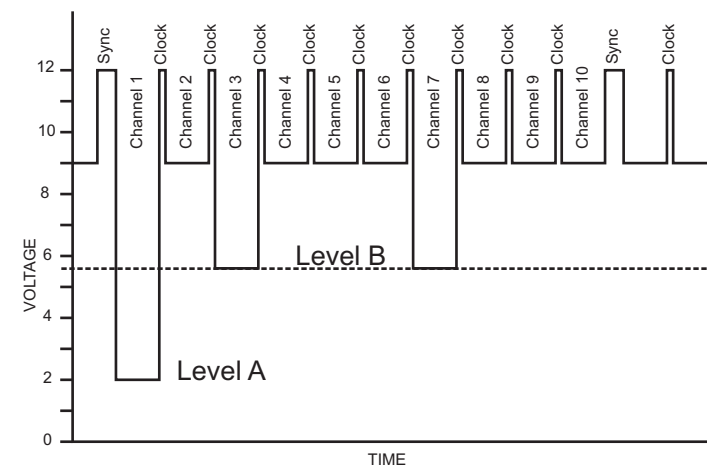 Sync
Channel 1
Clock
Channel 2
Clock
Channel 3
Clock
Channel 4
Clock
Channel 5
Clock
Channel 6
Clock
Channel 7
Clock
Channel 8
Clock
Channel 9
Clock
Channel 10
Sync
Clock
12
10
8
6
4
2
0
VOLTAGE
Level B
Level A
TIME